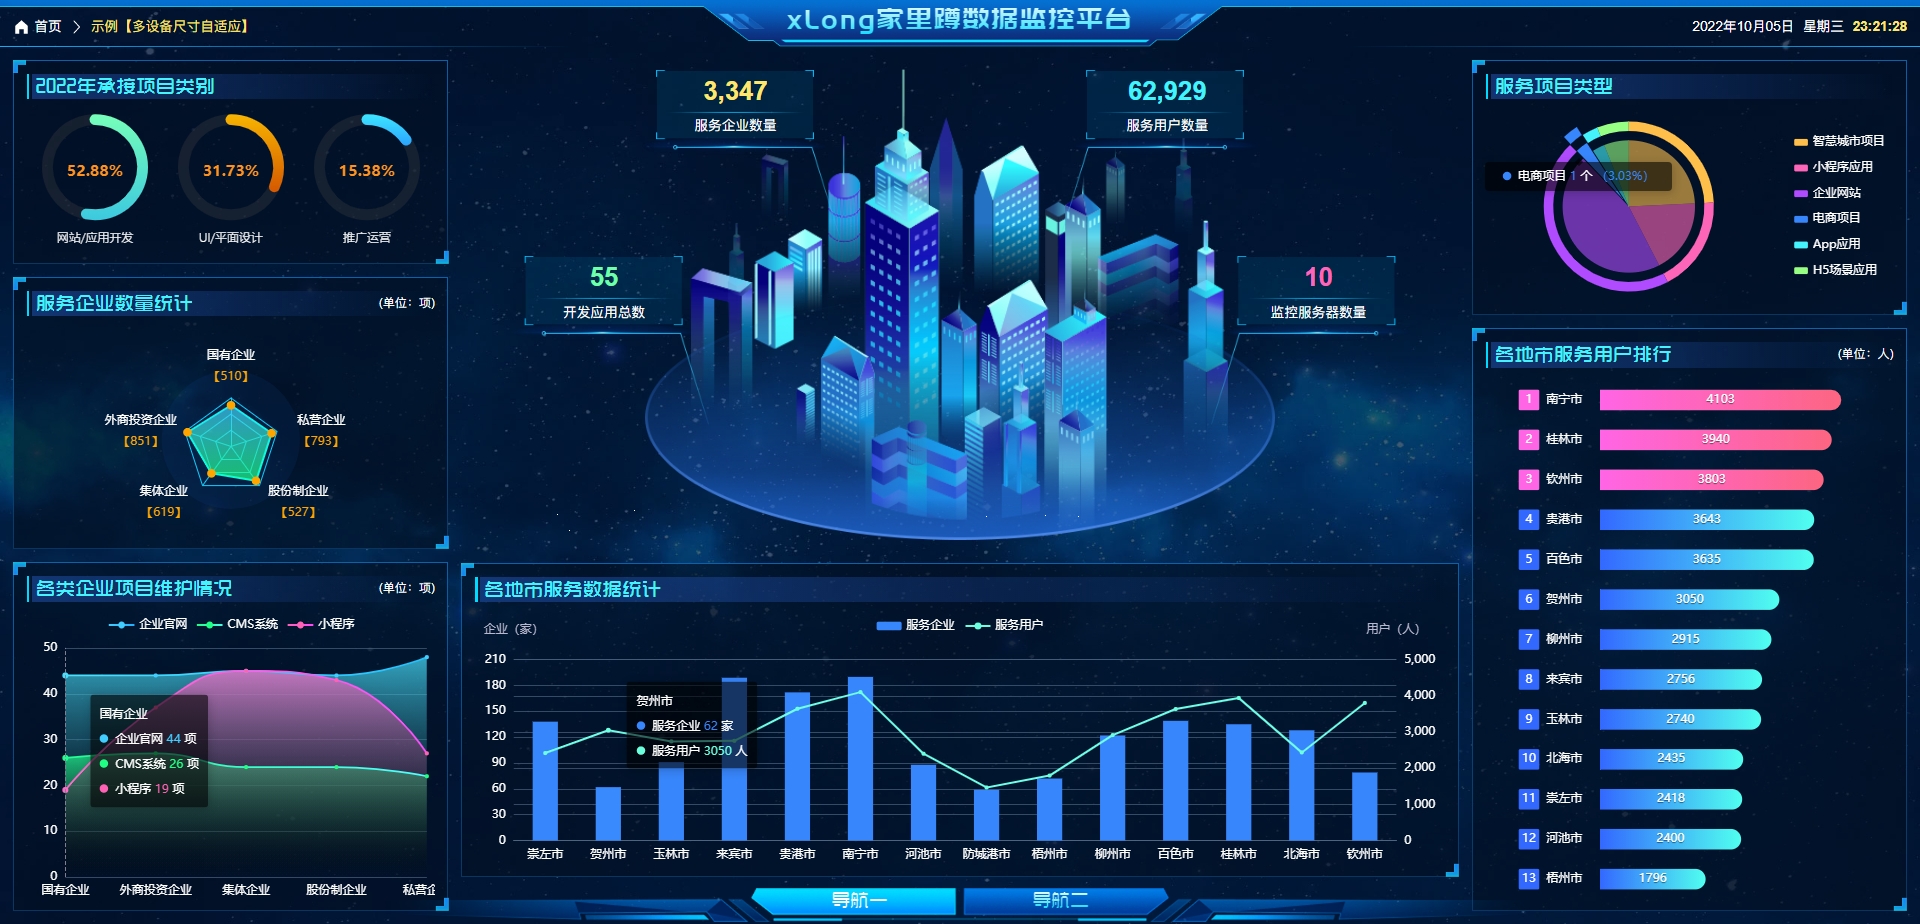 首页
示例【多设备尺寸自适应】
xLong家里蹲数据监控平台
2022年10月05日 星期三 23:21:28
2022年承接项目类别
52.88%
31.73%
15.38%
网站/应用开发
UI/平面设计
推广运营
服务企业数量统计
(单位：项)
国有企业
【510】
外商投资企业
【851】
私营企业
【793】
集体企业
【619】
股份制企业
【527】
各类企业项目维护情况
(单位：项)
企业官网
CMS系统
小程序
50
40
30
20
10
0
国有企业
企业官网 44 项
CMS系统 26 项
小程序 19 项
国有企业
外商投资企业
集体企业
股份制企业
私营企
3,347
服务企业数量
62,929
服务用户数量
55
开发应用总数
10
监控服务器数量
各地市服务数据统计
企业（家）
服务企业
服务用户
用户（人）
210
180
150
120
90
60
30
0
5,000
4,000
3,000
2,000
1,000
0
贺州市
服务企业 62 家
服务用户 3050 人
崇左市
贺州市
玉林市
来宾市
贵港市
南宁市
河池市
防城港市
梧州市
柳州市
百色市
桂林市
北海市
钦州市
导航一
导航二
服务项目类型
电商项目 1 个 (3.03%)
智慧城市项目
小程序应用
企业网站
电商项目
App应用
H5场景应用
各地市服务用户排行
(单位：人)
1 南宁市 4103
2 桂林市 3940
3 钦州市 3803
4 贵港市 3643
5 百色市 3635
6 贺州市 3050
7 柳州市 2915
8 来宾市 2756
9 玉林市 2740
10 北海市 2435
11 崇左市 2418
12 河池市 2400
13 梧州市 1796